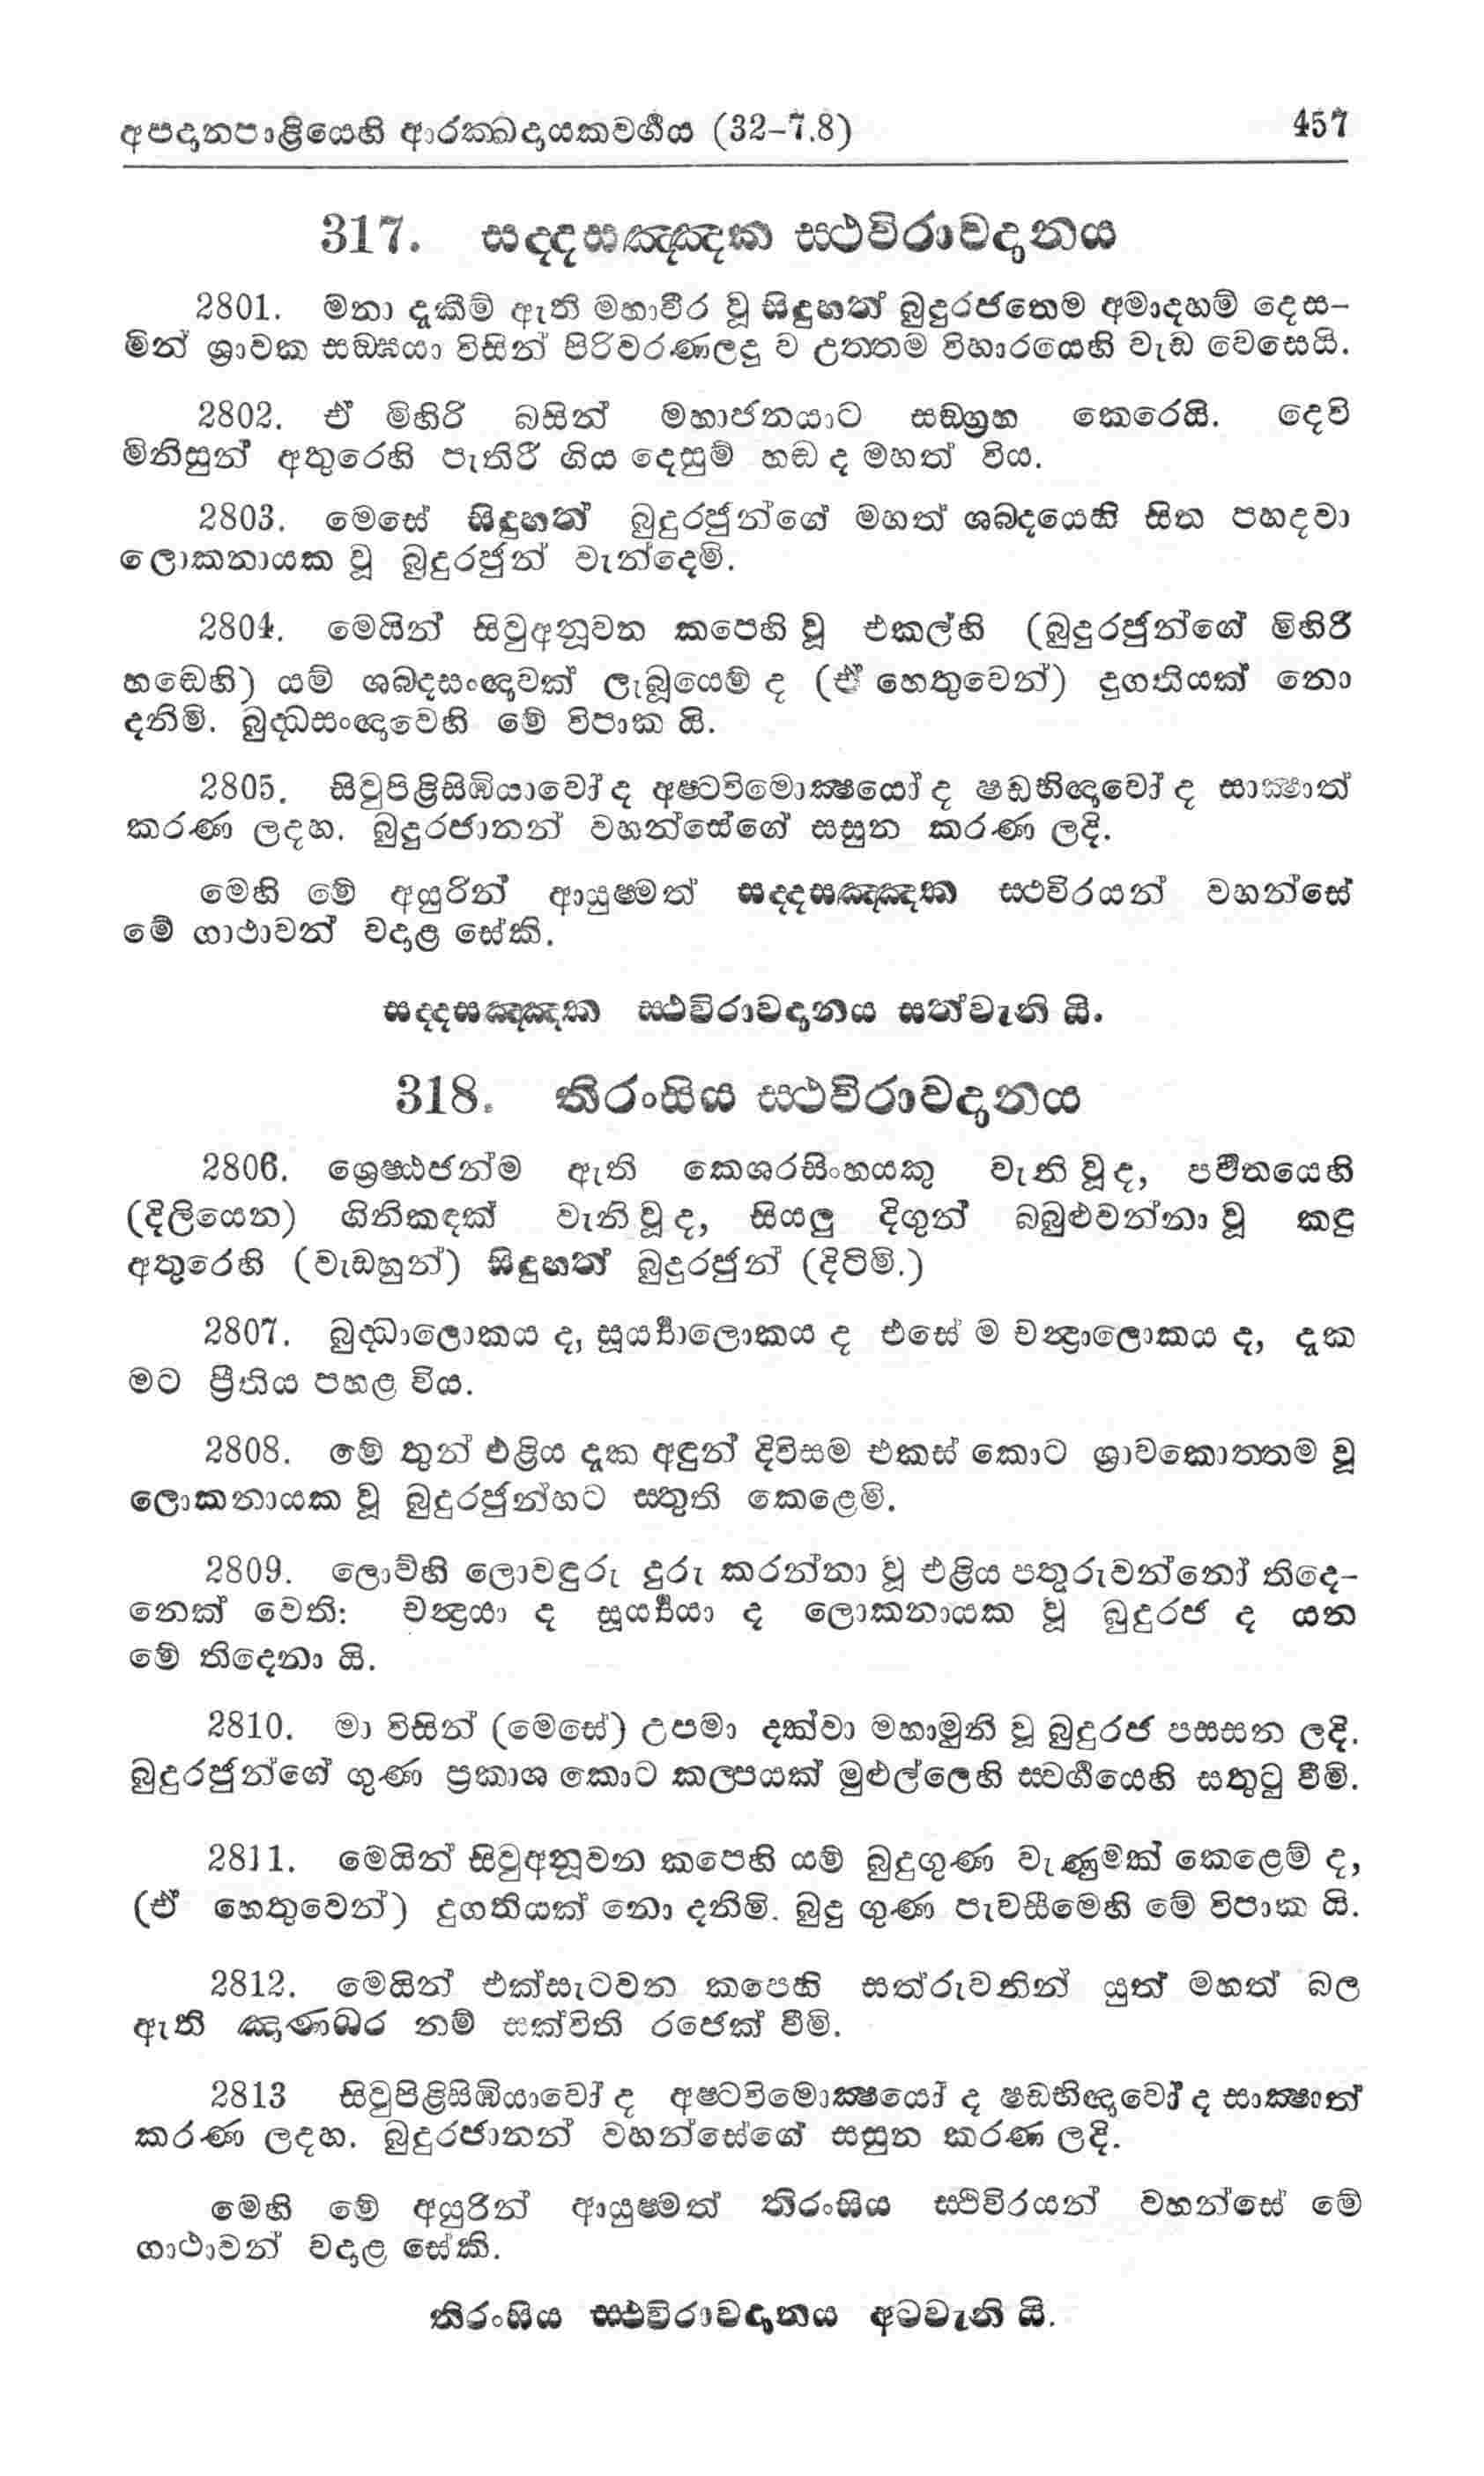 අපදානපාළියෙහි ආරක්ඛදායකවර්‍ගය (32-7.8) 457
317. සද්දසඤ්ඤක ස්ථවිරාවදානය
2801. මනා දැකීම් ඇති මහාවීර වූ සිදුහත් බුදුරජතෙම අමාදහම් දෙස-
මින් ශ්‍රාවක සඞ්ඝයා විසින් පිරිවරණලදු ව උත්තම විහාරයෙහි වැඩ වෙසෙයි.
2802. ඒ මිහිරි බසින් මහාජනයාට සඞ්ග්‍රහ කෙරෙයි. දෙවි
මිනිසුන් අතුරෙහි පැතිරී ගිය දෙසුම් හඬ ද මහත් විය.
2803. මෙසේ සිදුහත් බුදුරජුන්ගේ මහත් ශබ්දයෙහි සිත පහදවා
ලොකනායක වූ බුදුරජුන් වැන්දෙමි.
2804. මෙයින් සිවුඅනූවන කපෙහි වූ එකල්හි (බුදුරජුන්ගේ මිහිරී
හඬෙහි) යම් ශබ්දසංඥාවක් ලැබූයෙම් ද (ඒ හෙතුවෙන්) දුගතියක් නො
දනිමි. බුද්ධසංඥාවෙහි මේ විපාක යි.
2805. සිවුපිළිසිඹියාවෝ ද අෂ්ටවිමොක්‍ෂයෝ ද ෂඩභිඥාවෝ ද සාක්‍ෂාත්
කරණ ලදහ. බුදුරජානන් වහන්සේගේ සසුන කරණ ලදි.
මෙහි මේ අයුරින් ආයුෂ්මත් සද්දසඤ්ඤක ස්ථවිරයන් වහන්සේ
මේ ගාථාවන් වදාළ සේකි.
සද්දසඤ්ඤක ස්ථවිරාවදානය සත්වැනි යි.
318. තිරංසිය ස්ථවිරාවදානය
2806. ශ්‍රෙෂ්ඨජන්ම ඇති කෙශරසිංහයකු වැනි වූ ද, පර්‍වතයෙහි
(දිලියෙන) ගිනිකඳක් වැනි වූ ද, සියලු දිගුන් බබුළුවන්නා වූ කඳු
අතුරෙහි (වැඩහුන්) සිදුහත් බුදුරජුන් (දිටිමි.)
2807. බුද්ධාලොකය ද, සූර්‍ය්‍යාලොකය ද එසේ ම චන්‍ද්‍රාලොකය ද, දැක
මට ප්‍රීතිය පහළ විය.
2808. මේ තුන් එළිය දැක අඳුන් දිවිසම එකස් කොට ශ්‍රාවකොත්තම වූ
ලොකනායක වූ බුදුරජුන්හට ස්තුති කෙළෙමි.
2809. ලොව්හි ලොවඳුරු දුරු කරන්නා වූ එළිය පතුරුවන්නෝ තිදෙ-
නෙක් වෙති: චන්‍ද්‍රයා ද සූර්‍ය්‍යයා ද ලොකනායක වූ බුදුරජ ද යන
මේ තිදෙනා යි.
2810. මා විසින් (මෙසේ) උපමා දක්වා මහාමුනි වූ බුදුරජ පසසන ලදි.
බුදුරජුන්ගේ ගුණ ප්‍රකාශ කොට කල්පයක් මුළුල්ලෙහි ස්වර්‍ගයෙහි සතුටු වීමි.
2811. මෙයින් සිවුඅනූවන කපෙහි යම් බුදුගුණ වැණුමක් කෙළෙම් ද,
(ඒ හෙතුවෙන්) දුගතියක් නො දනිමි. බුදු ගුණ පැවසීමෙහි මේ විපාක යි.
2812. මෙයින් එක්සැටවන කපෙහි සත්රුවනින් යුත් මහත් බල
ඇති ඤාණධර නම් සක්විති රජෙක් වීමි.
2813 සිවුපිළිසිඹියාවෝ ද අෂ්ටවිමොක්‍ෂයෝ ද ෂඩභිඥාවෝ ද සාක්‍ෂාත්
කරණ ලදහ. බුදුරජානන් වහන්සේගේ සසුන කරණ ලදි.
මෙහි මේ අයුරින් ආයුෂ්මත් තිරංසිය ස්ථිවිරයන් වහන්සේ මේ
ගාථාවන් වදාළ සේකි.
තිරංසිය ස්ථවිරාවදානය අටවැනි යි.